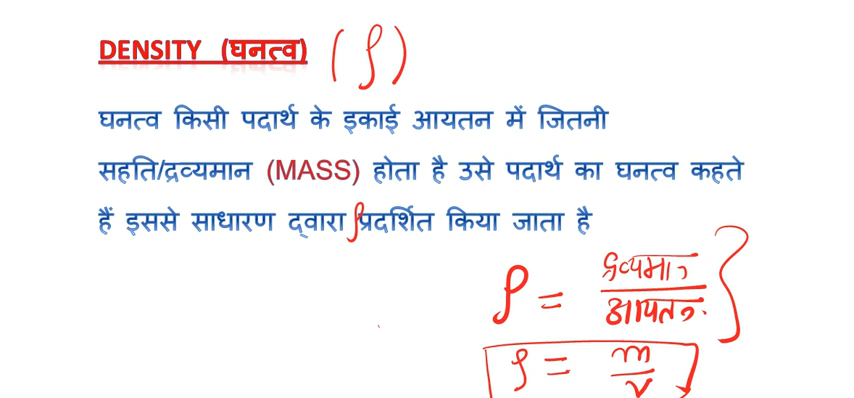 DENSITY (घनत्व) (ρ)
घनत्व किसी पदार्थ के इकाई आयतन में जितनी
सहति/द्रव्यमान (MASS) होता है उसे पदार्थ का घनत्व कहते
हैं इससे साधारण द्वारा ρ प्रदर्शित किया जाता है
ρ = द्रव्यमान / आयतन
ρ = m / v